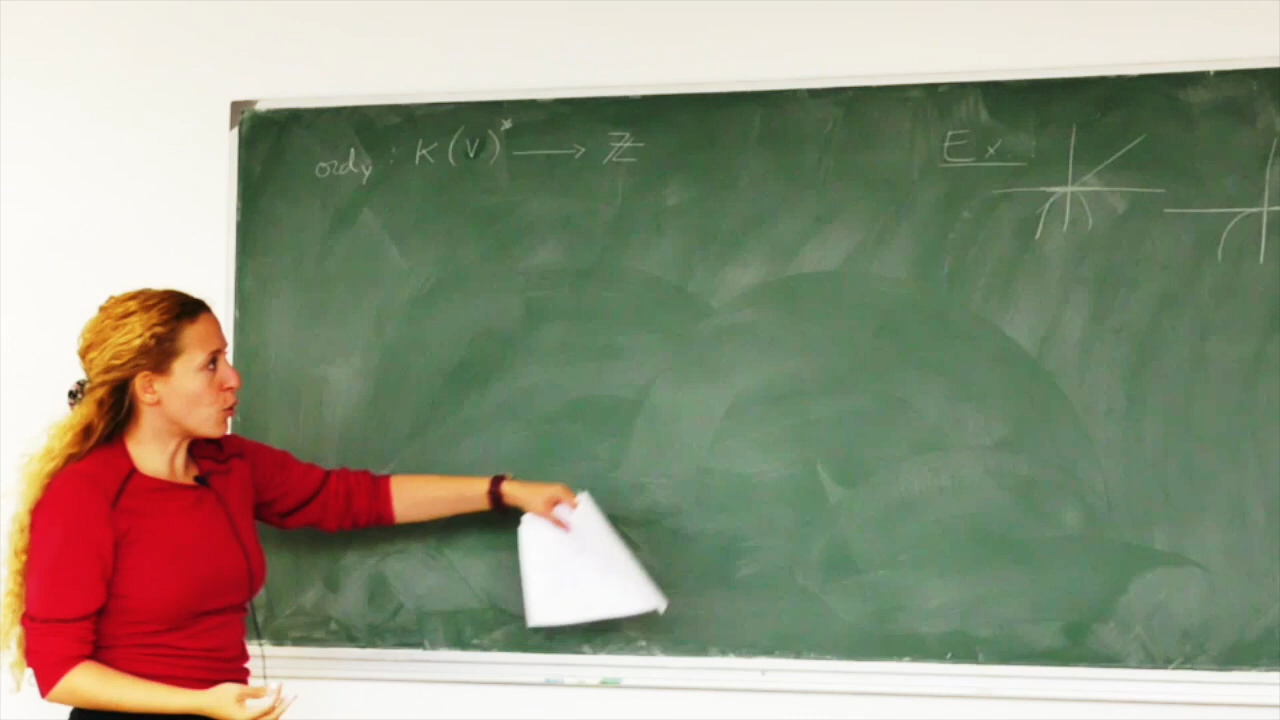 ord_Y : K(V)^* ⟶ ℤ
Ex